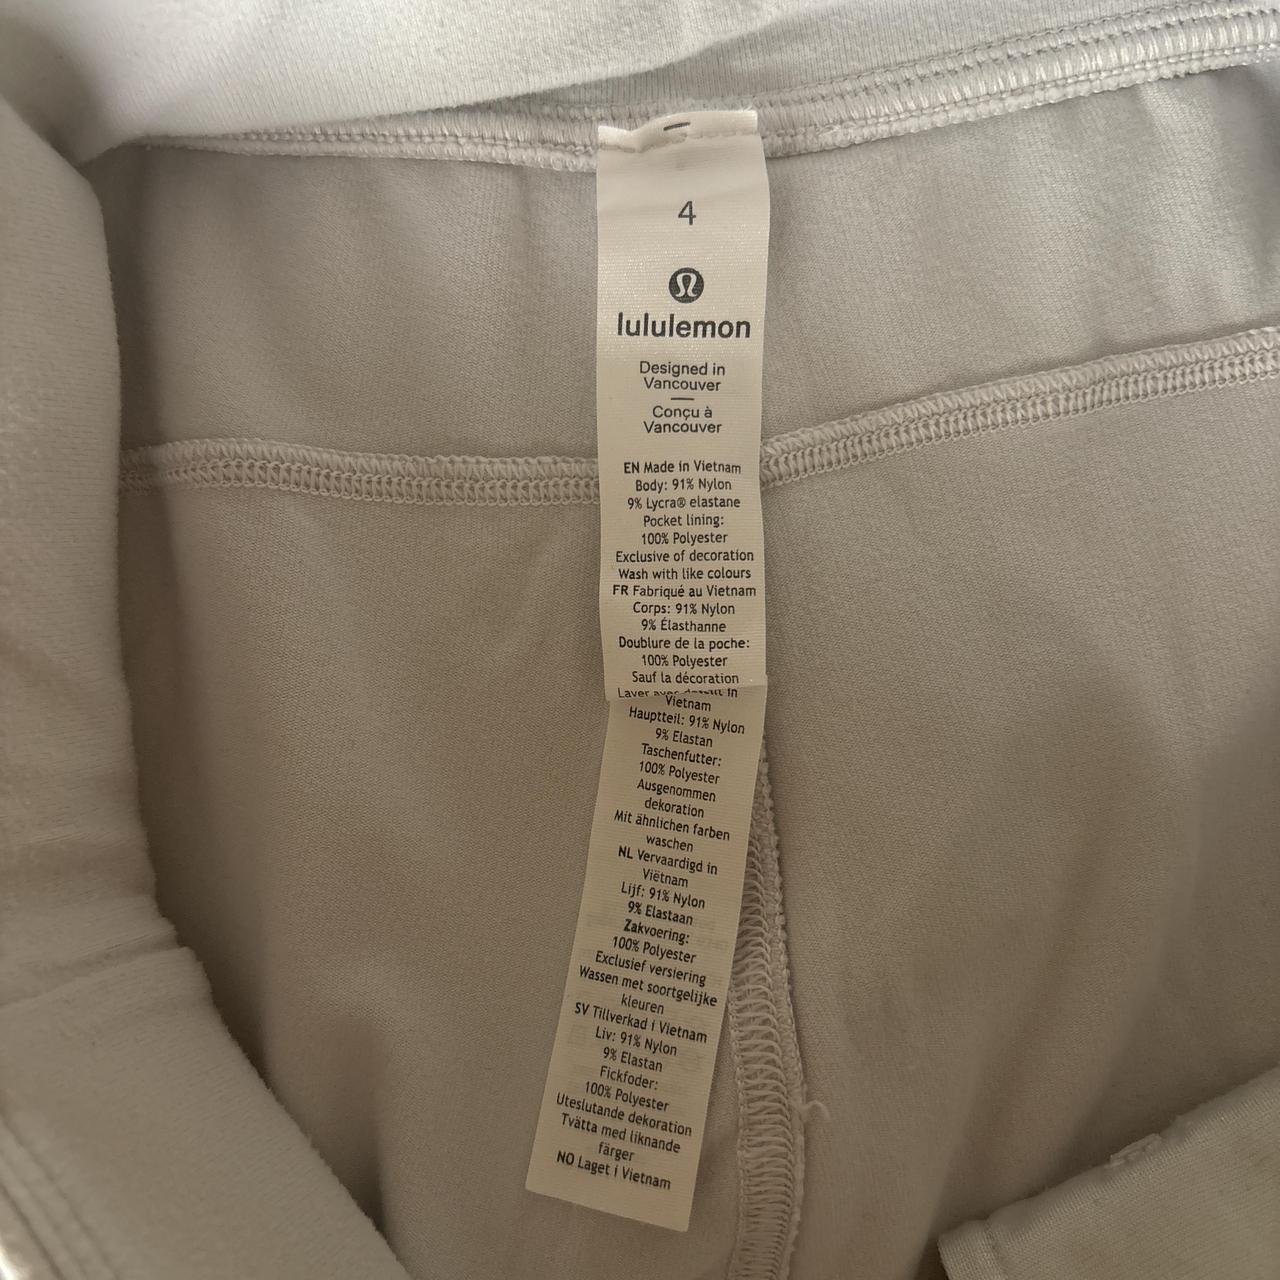 4
lululemon
Designed in
Vancouver
Conçu à
Vancouver
EN Made in Vietnam
Body: 91% Nylon
9% Lycra® elastane
Pocket lining:
100% Polyester
Exclusive of decoration
Wash with like colours
FR Fabriqué au Vietnam
Corps: 91% Nylon
9% Élasthanne
Doublure de la poche:
100% Polyester
Sauf la décoration
Laver avec in
Vietnam
Hauptteil: 91% Nylon
9% Elastan
Taschenfutter:
100% Polyester
Ausgenommen
dekoration
Mit ähnlichen farben
waschen
NL Vervaardigd in
Viëtnam
Lijf: 91% Nylon
9% Elastaan
Zakvoering:
100% Polyester
Exclusief versiering
Wassen met soortgelijke
kleuren
SV Tillverkad i Vietnam
Liv: 91% Nylon
9% Elastan
Fickfoder:
100% Polyester
Uteslutande dekoration
Tvätta med liknande
färger
NO Laget i Vietnam